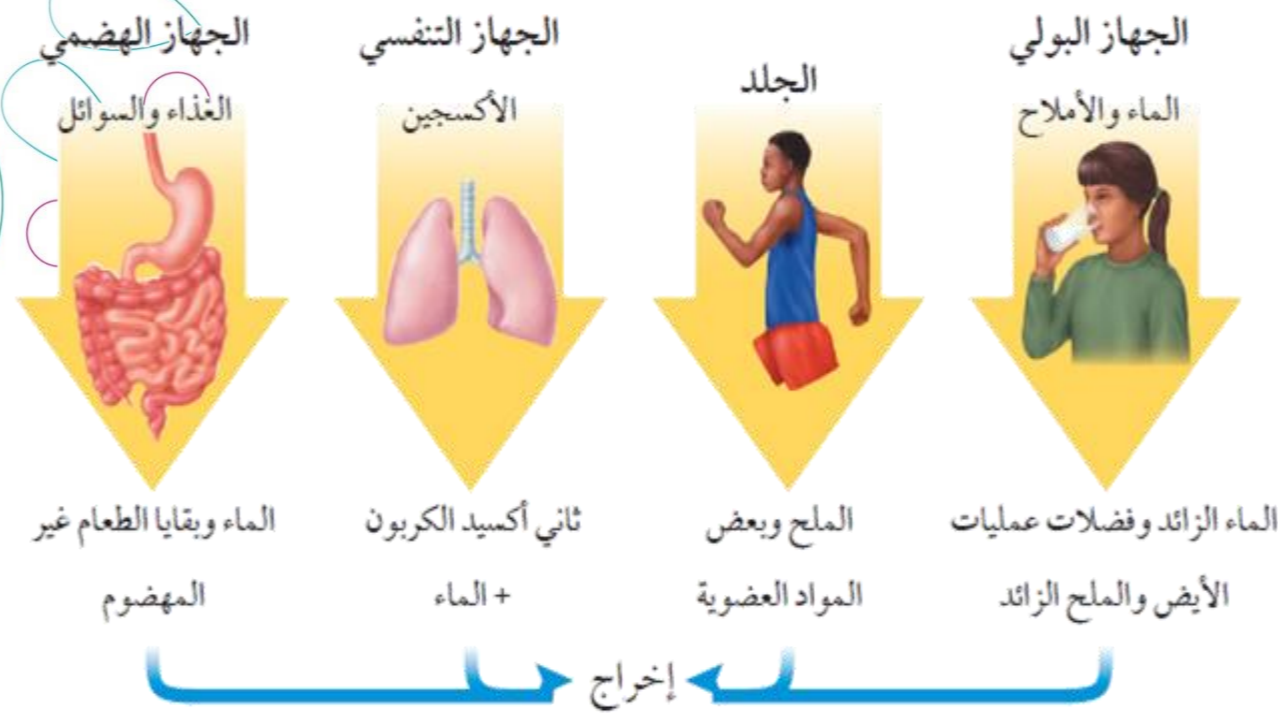 الجهاز البولي
الماء والأملاح
الماء الزائد وفضلات عمليات
الأيض والملح الزائد
الجلد
الملح وبعض
المواد العضوية
الجهاز التنفسي
الأكسجين
ثاني أكسيد الكربون
+ الماء
الجهاز الهضمي
الغذاء والسوائل
الماء وبقايا الطعام غير
المهضوم
إخراج